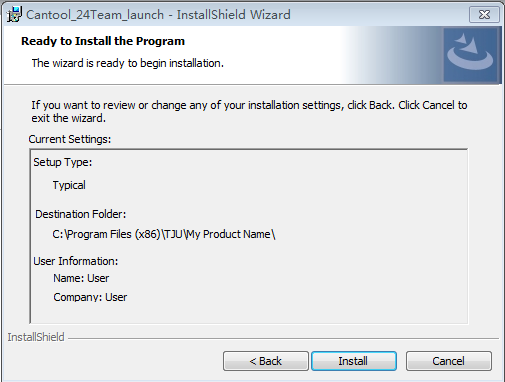 Cantool_24Team_launch - InstallShield Wizard
Ready to Install the Program
The wizard is ready to begin installation.
If you want to review or change any of your installation settings, click Back. Click Cancel to
exit the wizard.
Current Settings:
Setup Type:
Typical
Destination Folder:
C:\Program Files (x86)\TJU\My Product Name\
User Information:
Name: User
Company: User
InstallShield
< Back
Install
Cancel